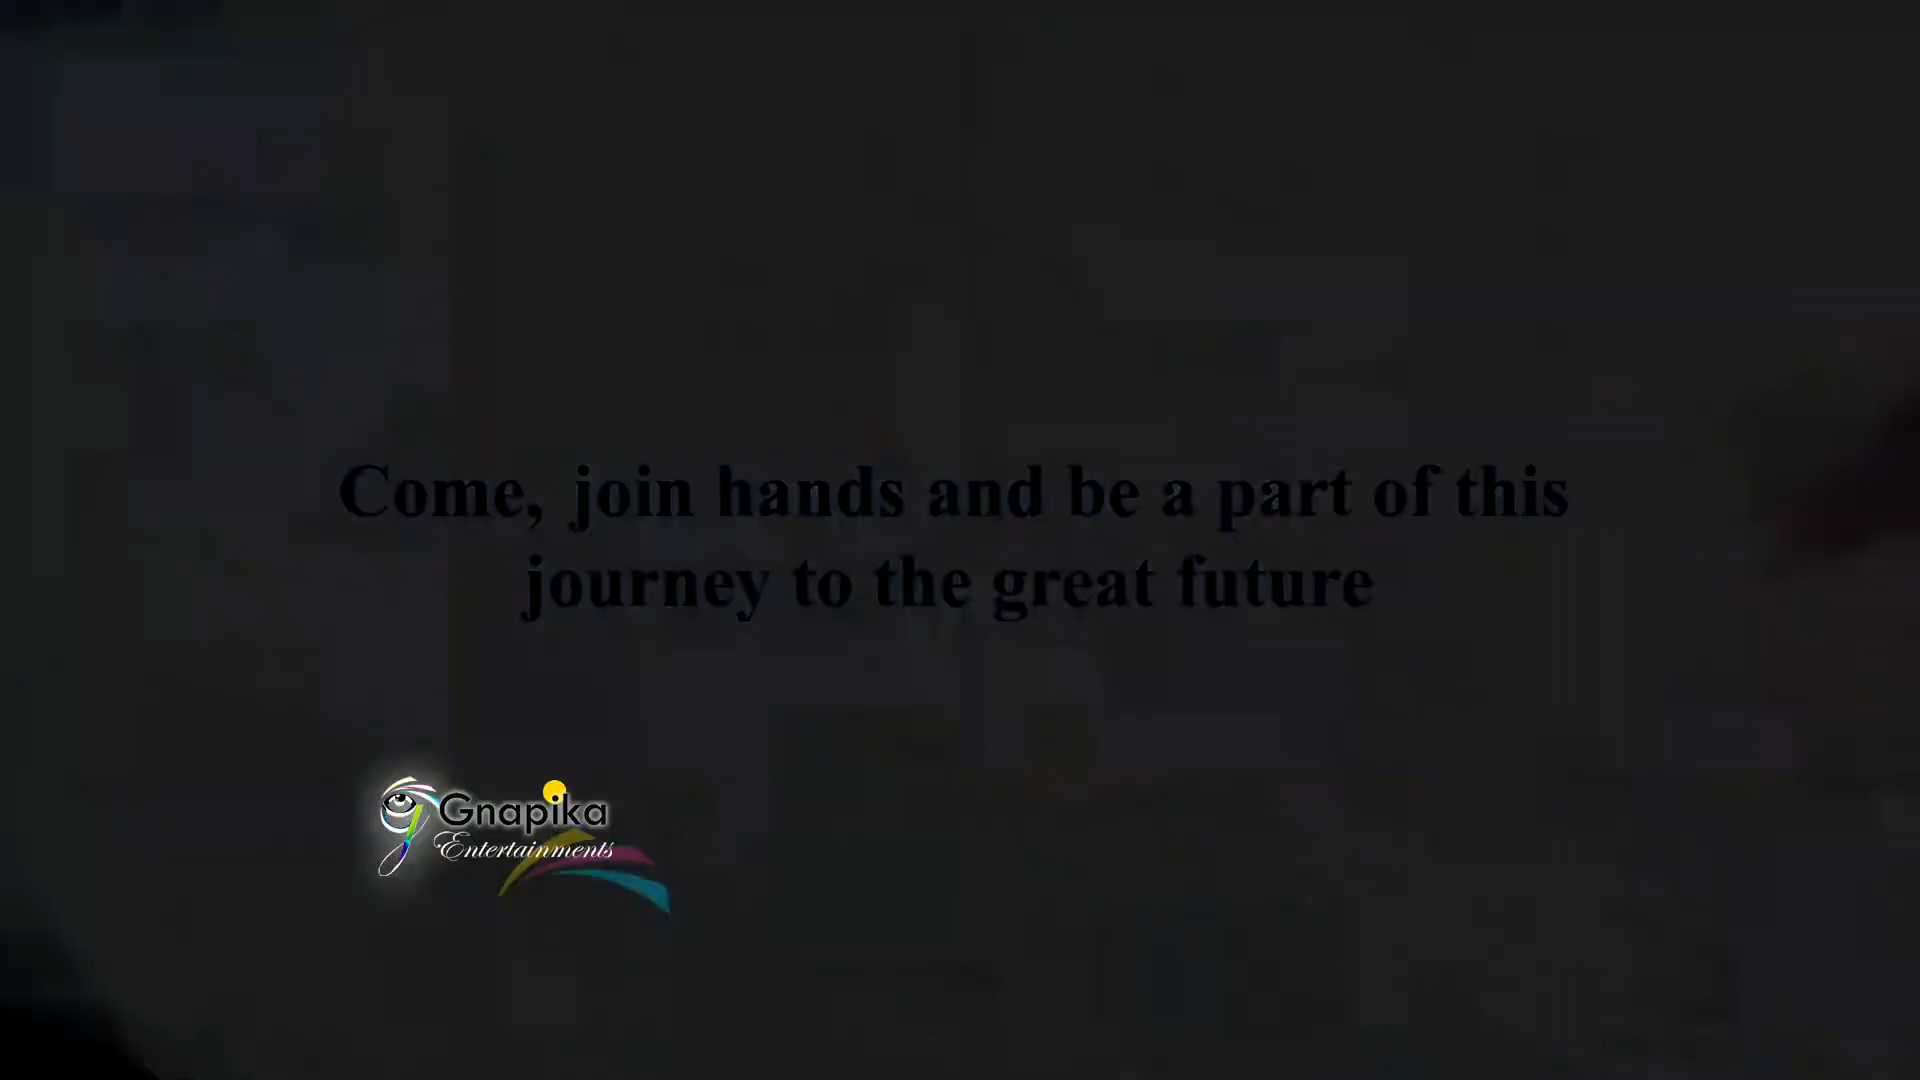 Come, join hands and be a part of this
journey to the great future
Gnapika
Entertainments